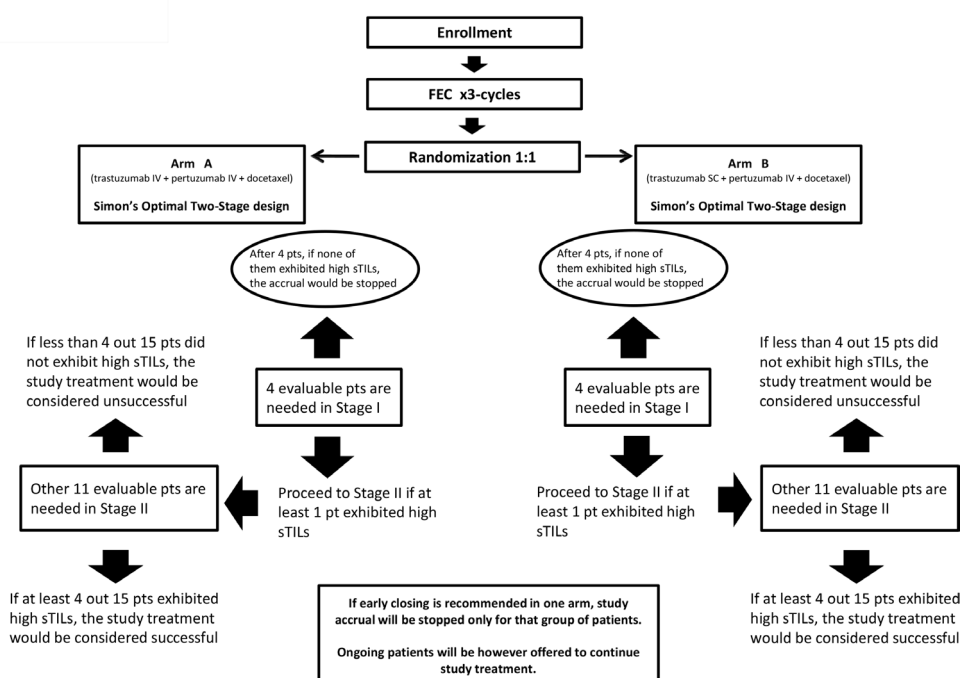 Enrollment
FEC x3-cycles
Randomization 1:1
Arm A
(trastuzumab IV + pertuzumab IV + docetaxel)
Simon's Optimal Two-Stage design
Arm B
(trastuzumab SC + pertuzumab IV + docetaxel)
Simon's Optimal Two-Stage design
After 4 pts, if none of
them exhibited high sTILs,
the accrual would be stopped
After 4 pts, if none of
them exhibited high sTILs,
the accrual would be stopped
If less than 4 out 15 pts did
not exhibit high sTILs, the
study treatment would be
considered unsuccessful
4 evaluable pts are
needed in Stage I
4 evaluable pts are
needed in Stage I
If less than 4 out 15 pts did
not exhibit high sTILs, the
study treatment would be
considered unsuccessful
Other 11 evaluable pts are
needed in Stage II
Proceed to Stage II if at
least 1 pt exhibited high
sTILs
Proceed to Stage II if at
least 1 pt exhibited high
sTILs
Other 11 evaluable pts are
needed in Stage II
If at least 4 out 15 pts exhibited
high sTILs, the study treatment
would be considered successful
If early closing is recommended in one arm, study
accrual will be stopped only for that group of patients.
Ongoing patients will be however offered to continue
study treatment.
If at least 4 out 15 pts exhibited
high sTILs, the study treatment
would be considered successful